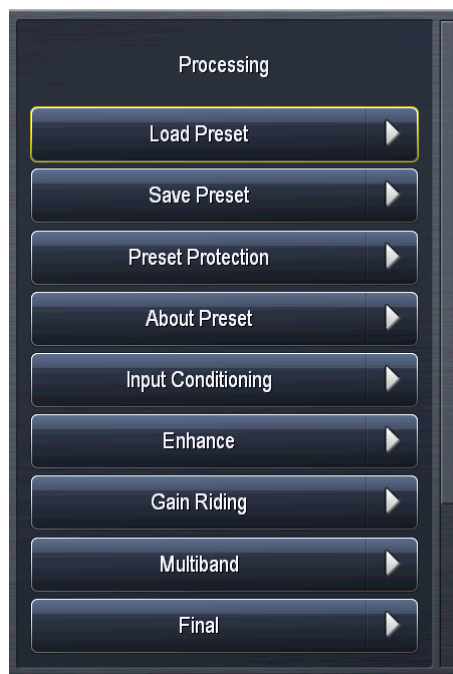 Processing
Load Preset
Save Preset
Preset Protection
About Preset
Input Conditioning
Enhance
Gain Riding
Multiband
Final